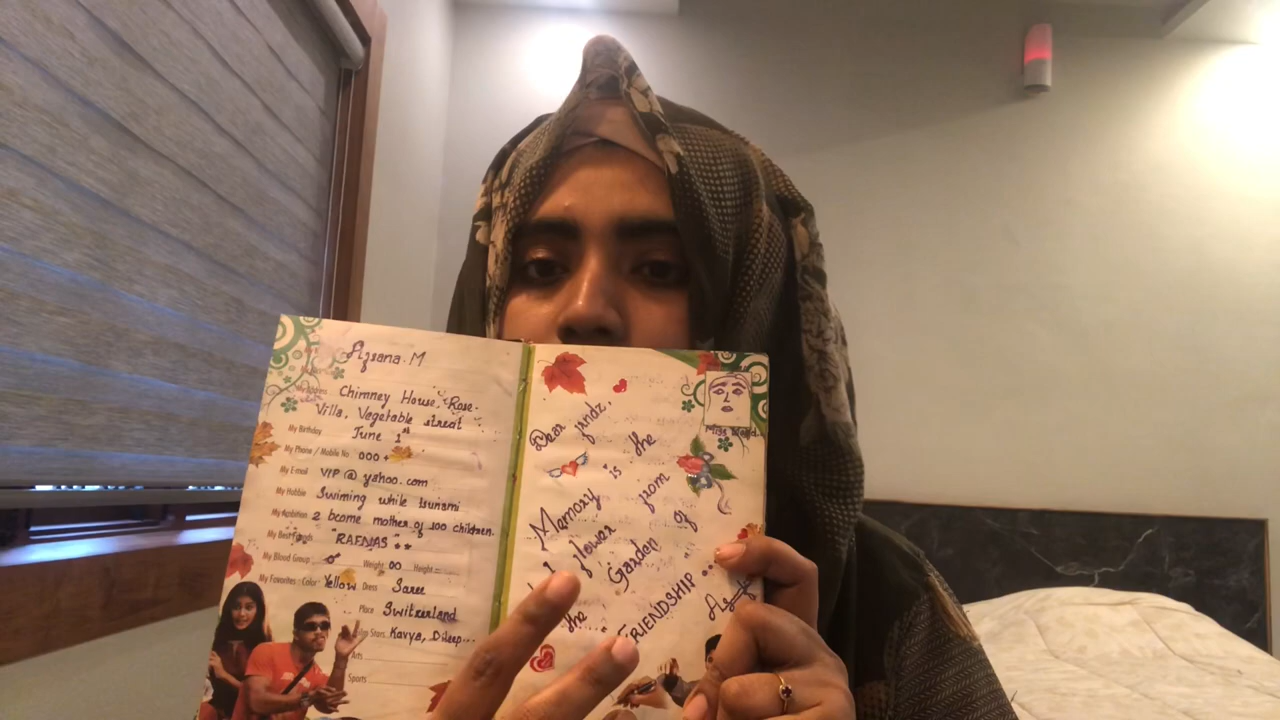 Afsana. M
Chimney House, Rose-
Villa, Vegetable streat
My Birthday June 1st
My Phone / Mobile No 000 +
My E-mail VIP @ yahoo. com
My Hobbie Swiming while tsunami
My Ambition 2 bcome mother of 100 children.
My Best RAFNAS
My Blood Group Weight 00 Height
My Favorites - Color Yellow Dress Saree
Place Switzerland
Film Stars Kavya, Dileep...
Arts
Sports
Dear frndz,
Memory is the
flower from
the Garden of
FRIENDSHIP ...